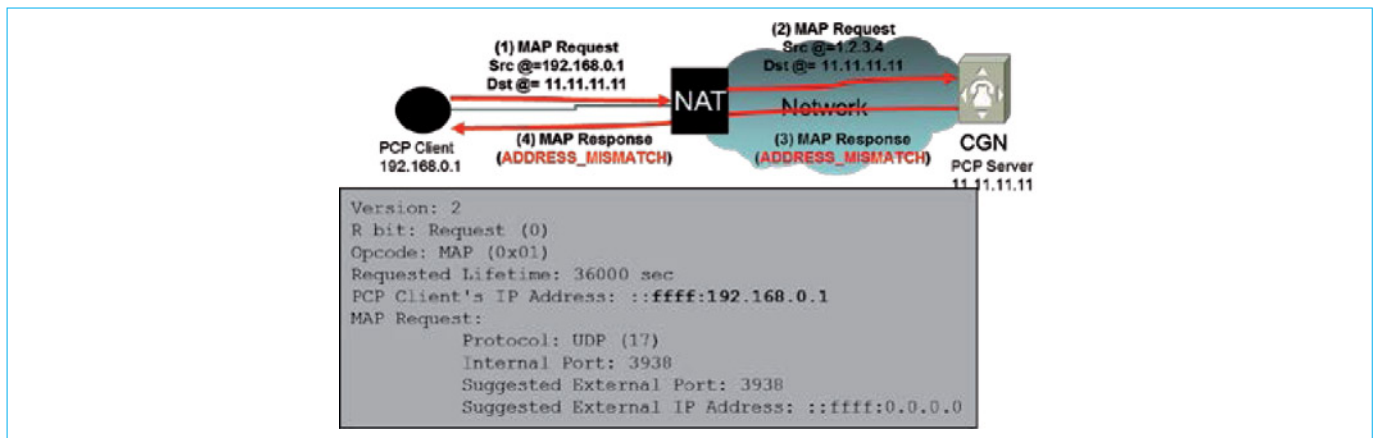 (1) MAP Request
Src @=192.168.0.1
Dst @= 11.11.11.11
(2) MAP Request
Src @=1.2.3.4
Dst @= 11.11.11.11
NAT
Network
PCP Client
192.168.0.1
(4) MAP Response
(ADDRESS_MISMATCH)
(3) MAP Response
(ADDRESS_MISMATCH)
CGN
PCP Server
11.11.11.11
Version: 2
R bit: Request (0)
Opcode: MAP (0x01)
Requested Lifetime: 36000 sec
PCP Client's IP Address: ::ffff:192.168.0.1
MAP Request:
Protocol: UDP (17)
Internal Port: 3938
Suggested External Port: 3938
Suggested External IP Address: ::ffff:0.0.0.0